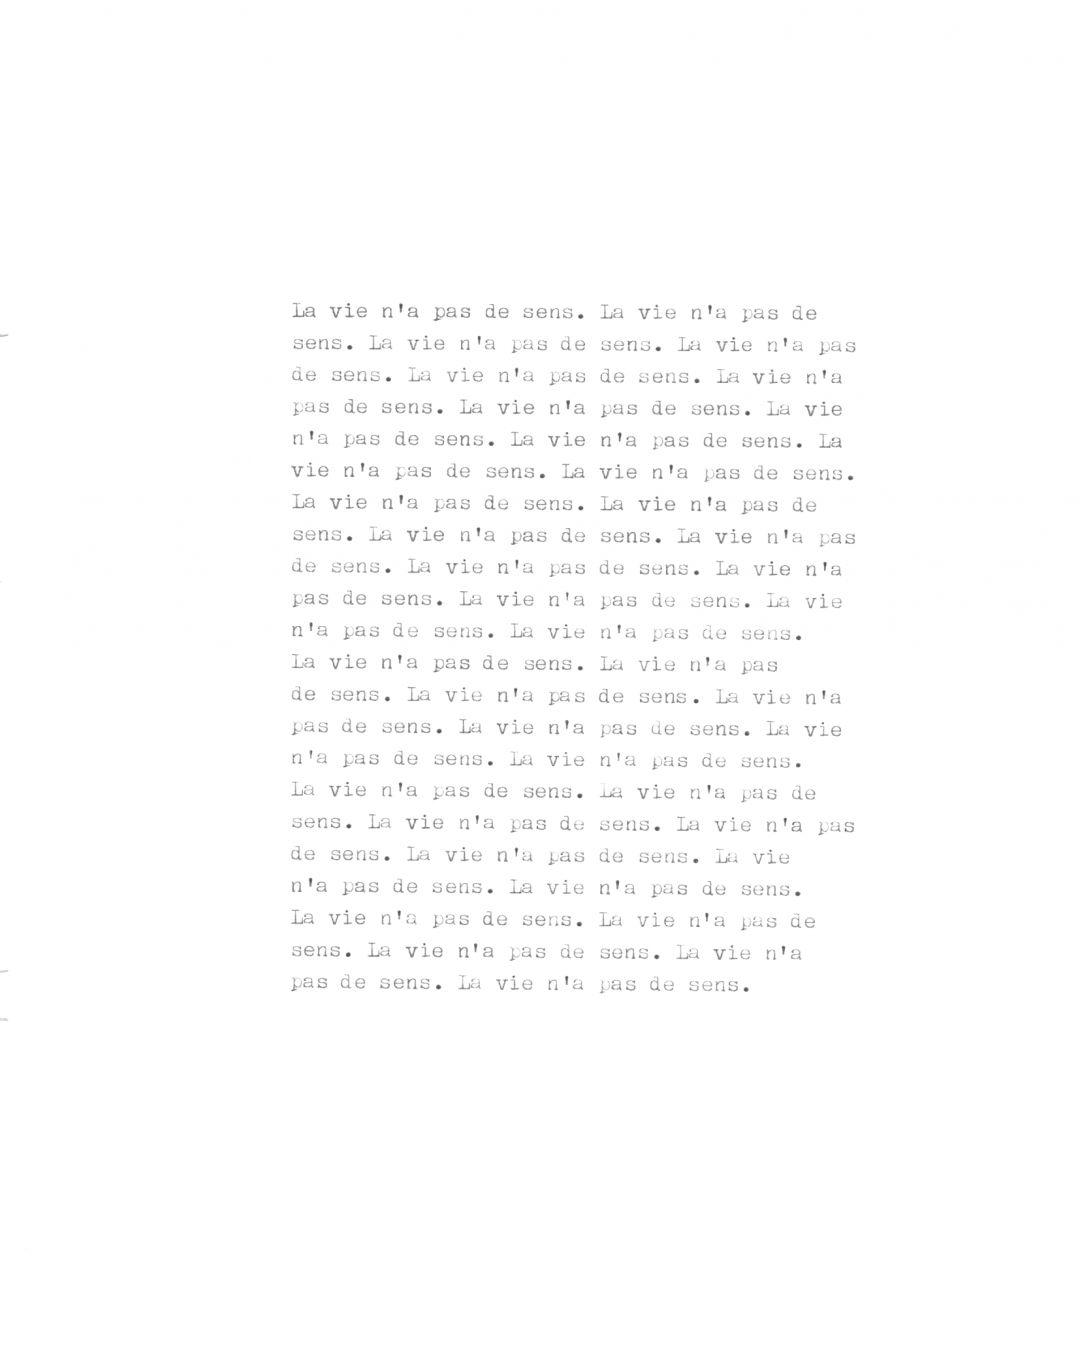 La vie n'a pas de sens. La vie n'a pas de
sens. La vie n'a pas de sens. La vie n'a pas
de sens. La vie n'a pas de sens. La vie n'a
pas de sens. La vie n'a pas de sens. La vie
n'a pas de sens. La vie n'a pas de sens. La
vie n'a pas de sens. La vie n'a pas de sens.
La vie n'a pas de sens. La vie n'a pas de
sens. La vie n'a pas de sens. La vie n'a pas
de sens. La vie n'a pas de sens. La vie n'a
pas de sens. La vie n'a pas de sens. La vie
n'a pas de sens. La vie n'a pas de sens.
La vie n'a pas de sens. La vie n'a pas
de sens. La vie n'a pas de sens. La vie n'a
pas de sens. La vie n'a pas de sens. La vie
n'a pas de sens. La vie n'a pas de sens.
La vie n'a pas de sens. La vie n'a pas de
sens. La vie n'a pas de sens. La vie n'a pas
de sens. La vie n'a pas de sens. La vie
n'a pas de sens. La vie n'a pas de sens.
La vie n'a pas de sens. La vie n'a pas de
sens. La vie n'a pas de sens. La vie n'a
pas de sens. La vie n'a pas de sens.